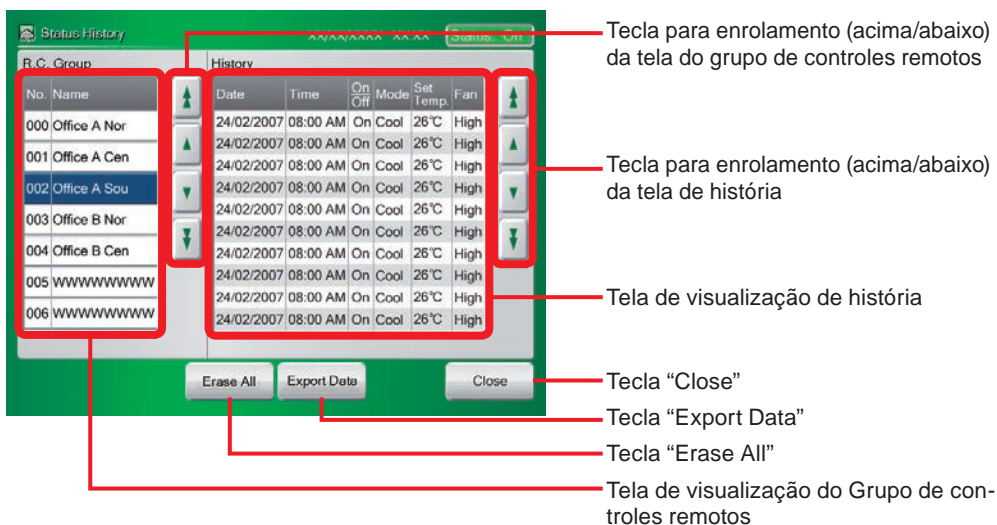 Status History xx/xx/xxxx xx xx Status: On
R.C. Group History
No. Name
Date Time On Off Mode Set Temp. Fan
000 Office A Nor
001 Office A Cen
002 Office A Sou
003 Office B Nor
004 Office B Cen
005 WWWWWWWW
006 WWWWWWWW
24/02/2007 08:00 AM On Cool 26℃ High
24/02/2007 08:00 AM On Cool 26℃ High
24/02/2007 08:00 AM On Cool 26℃ High
24/02/2007 08:00 AM On Cool 26℃ High
24/02/2007 08:00 AM On Cool 26℃ High
24/02/2007 08:00 AM On Cool 26℃ High
24/02/2007 08:00 AM On Cool 26℃ High
24/02/2007 08:00 AM On Cool 26℃ High
24/02/2007 08:00 AM On Cool 26℃ High
24/02/2007 08:00 AM On Cool 26℃ High
Erase All Export Data Close
Tecla para enrolamento (acima/abaixo)
da tela do grupo de controles remotos
Tecla para enrolamento (acima/abaixo)
da tela de história
Tela de visualização de história
Tecla “Close”
Tecla “Export Data”
Tecla “Erase All”
Tela de visualização do Grupo de con-
troles remotos